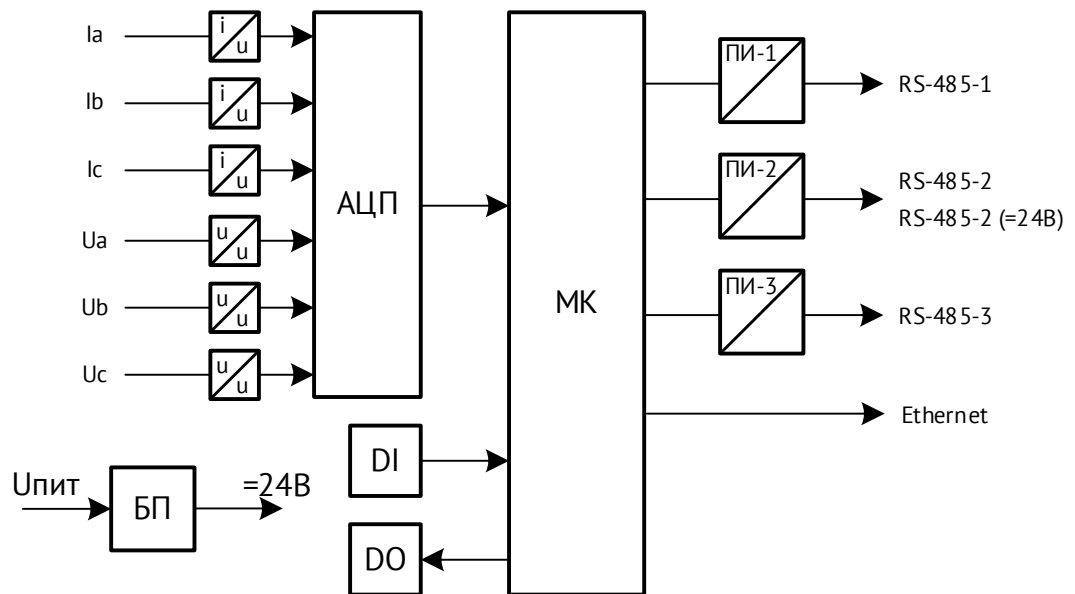 Ia
i
u
Ib
i
u
Ic
i
u
Ua
u
u
Ub
u
u
Uc
u
u
АЦП
МК
ПИ-1
RS-485-1
ПИ-2
RS-485-2
RS-485-2 (=24В)
ПИ-3
RS-485-3
Ethernet
DI
DO
Uпит
БП
=24В